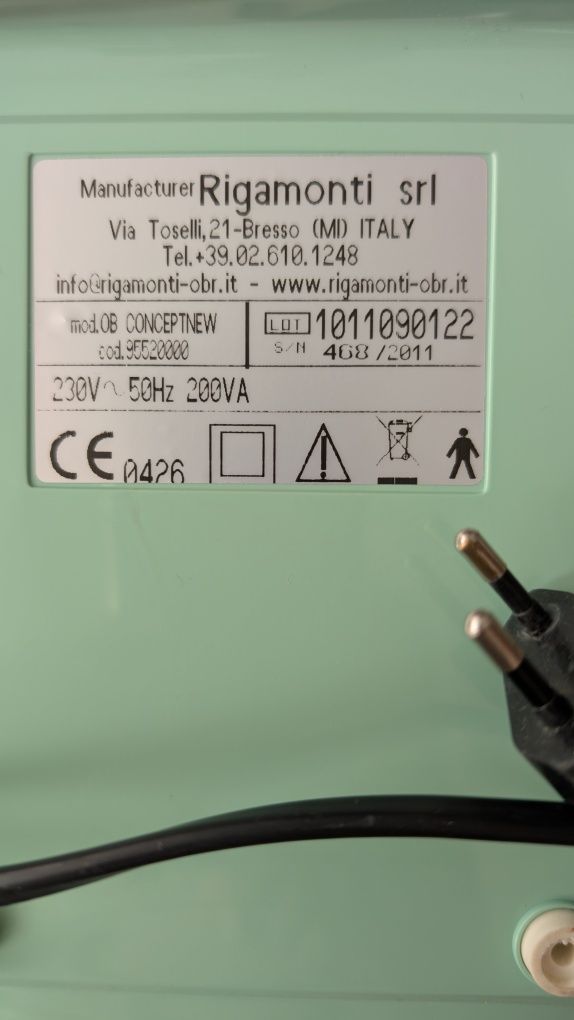 Manufacturer Rigamonti srl
Via Toselli,21-Bresso (MI) ITALY
Tel.+39.02.610.1248
info@rigamonti-obr.it - www.rigamonti-obr.it
mod.OB CONCEPTNEW
cod.95520000
LOT 1011090122
S/N 468/2011
230V~ 50Hz 200VA
CE 0426